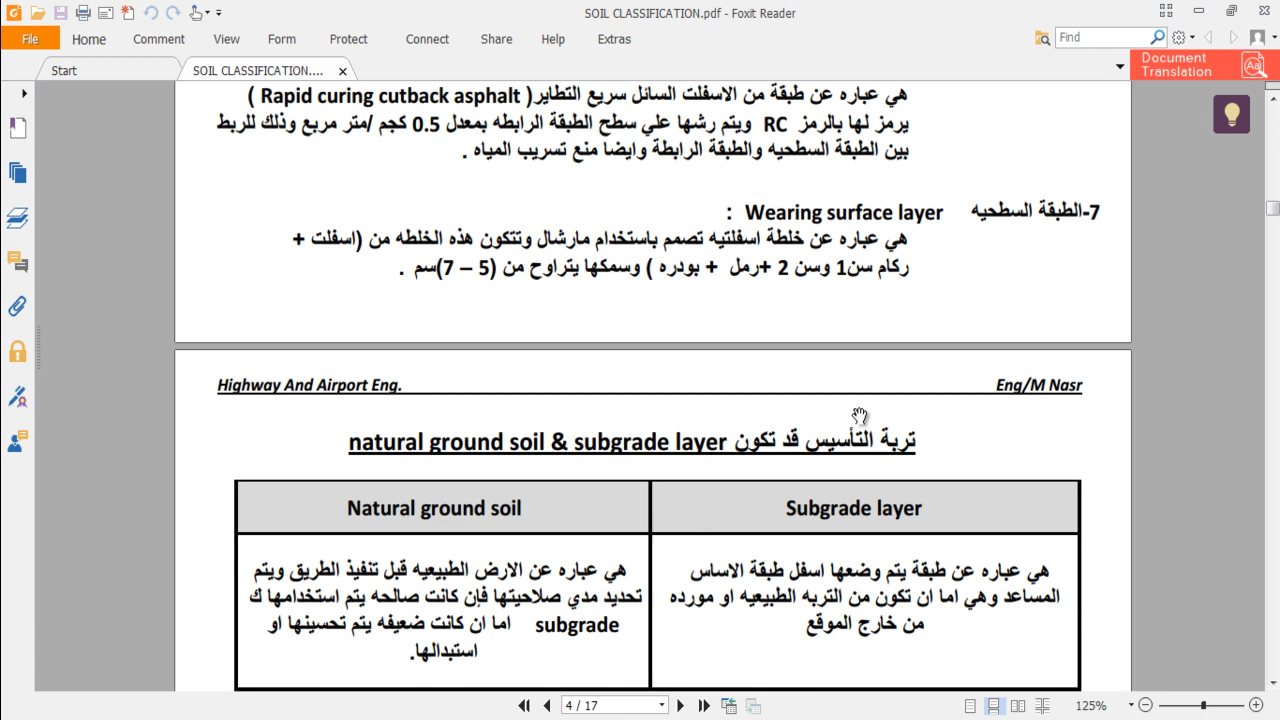 SOIL CLASSIFICATION.pdf - Foxit Reader
File Home Comment View Form Protect Connect Share Help Extras Find
Start SOIL CLASSIFICATION....
Document
Translation
هي عباره عن طبقة من الاسفلت السائل سريع التطاير( Rapid curing cutback asphalt )
يرمز لها بالرمز RC ويتم رشها علي سطح الطبقة الرابطه بمعدل 0.5 كجم /متر مربع وذلك للربط
بين الطبقة السطحيه والطبقة الرابطة وايضا منع تسريب المياه .
7-الطبقة السطحيه Wearing surface layer :
هي عباره عن خلطة اسفلتيه تصمم باستخدام مارشال وتتكون هذه الخلطه من (اسفلت +
ركام سن1 وسن 2 +رمل + بودره ) وسمكها يتراوح من (5 – 7)سم .
Highway And Airport Eng. Eng/M Nasr
تربة التأسيس قد تكون natural ground soil & subgrade layer
Natural ground soil Subgrade layer
هي عباره عن الارض الطبيعيه قبل تنفيذ الطريق ويتم
تحديد مدي صلاحيتها فإن كانت صالحه يتم استخدامها ك
subgrade اما ان كانت ضعيفه يتم تحسينها او
استبدالها.
هي عباره عن طبقة يتم وضعها اسفل طبقة الاساس
المساعد وهي اما ان تكون من التربه الطبيعيه او مورده
من خارج الموقع
4 / 17 125%